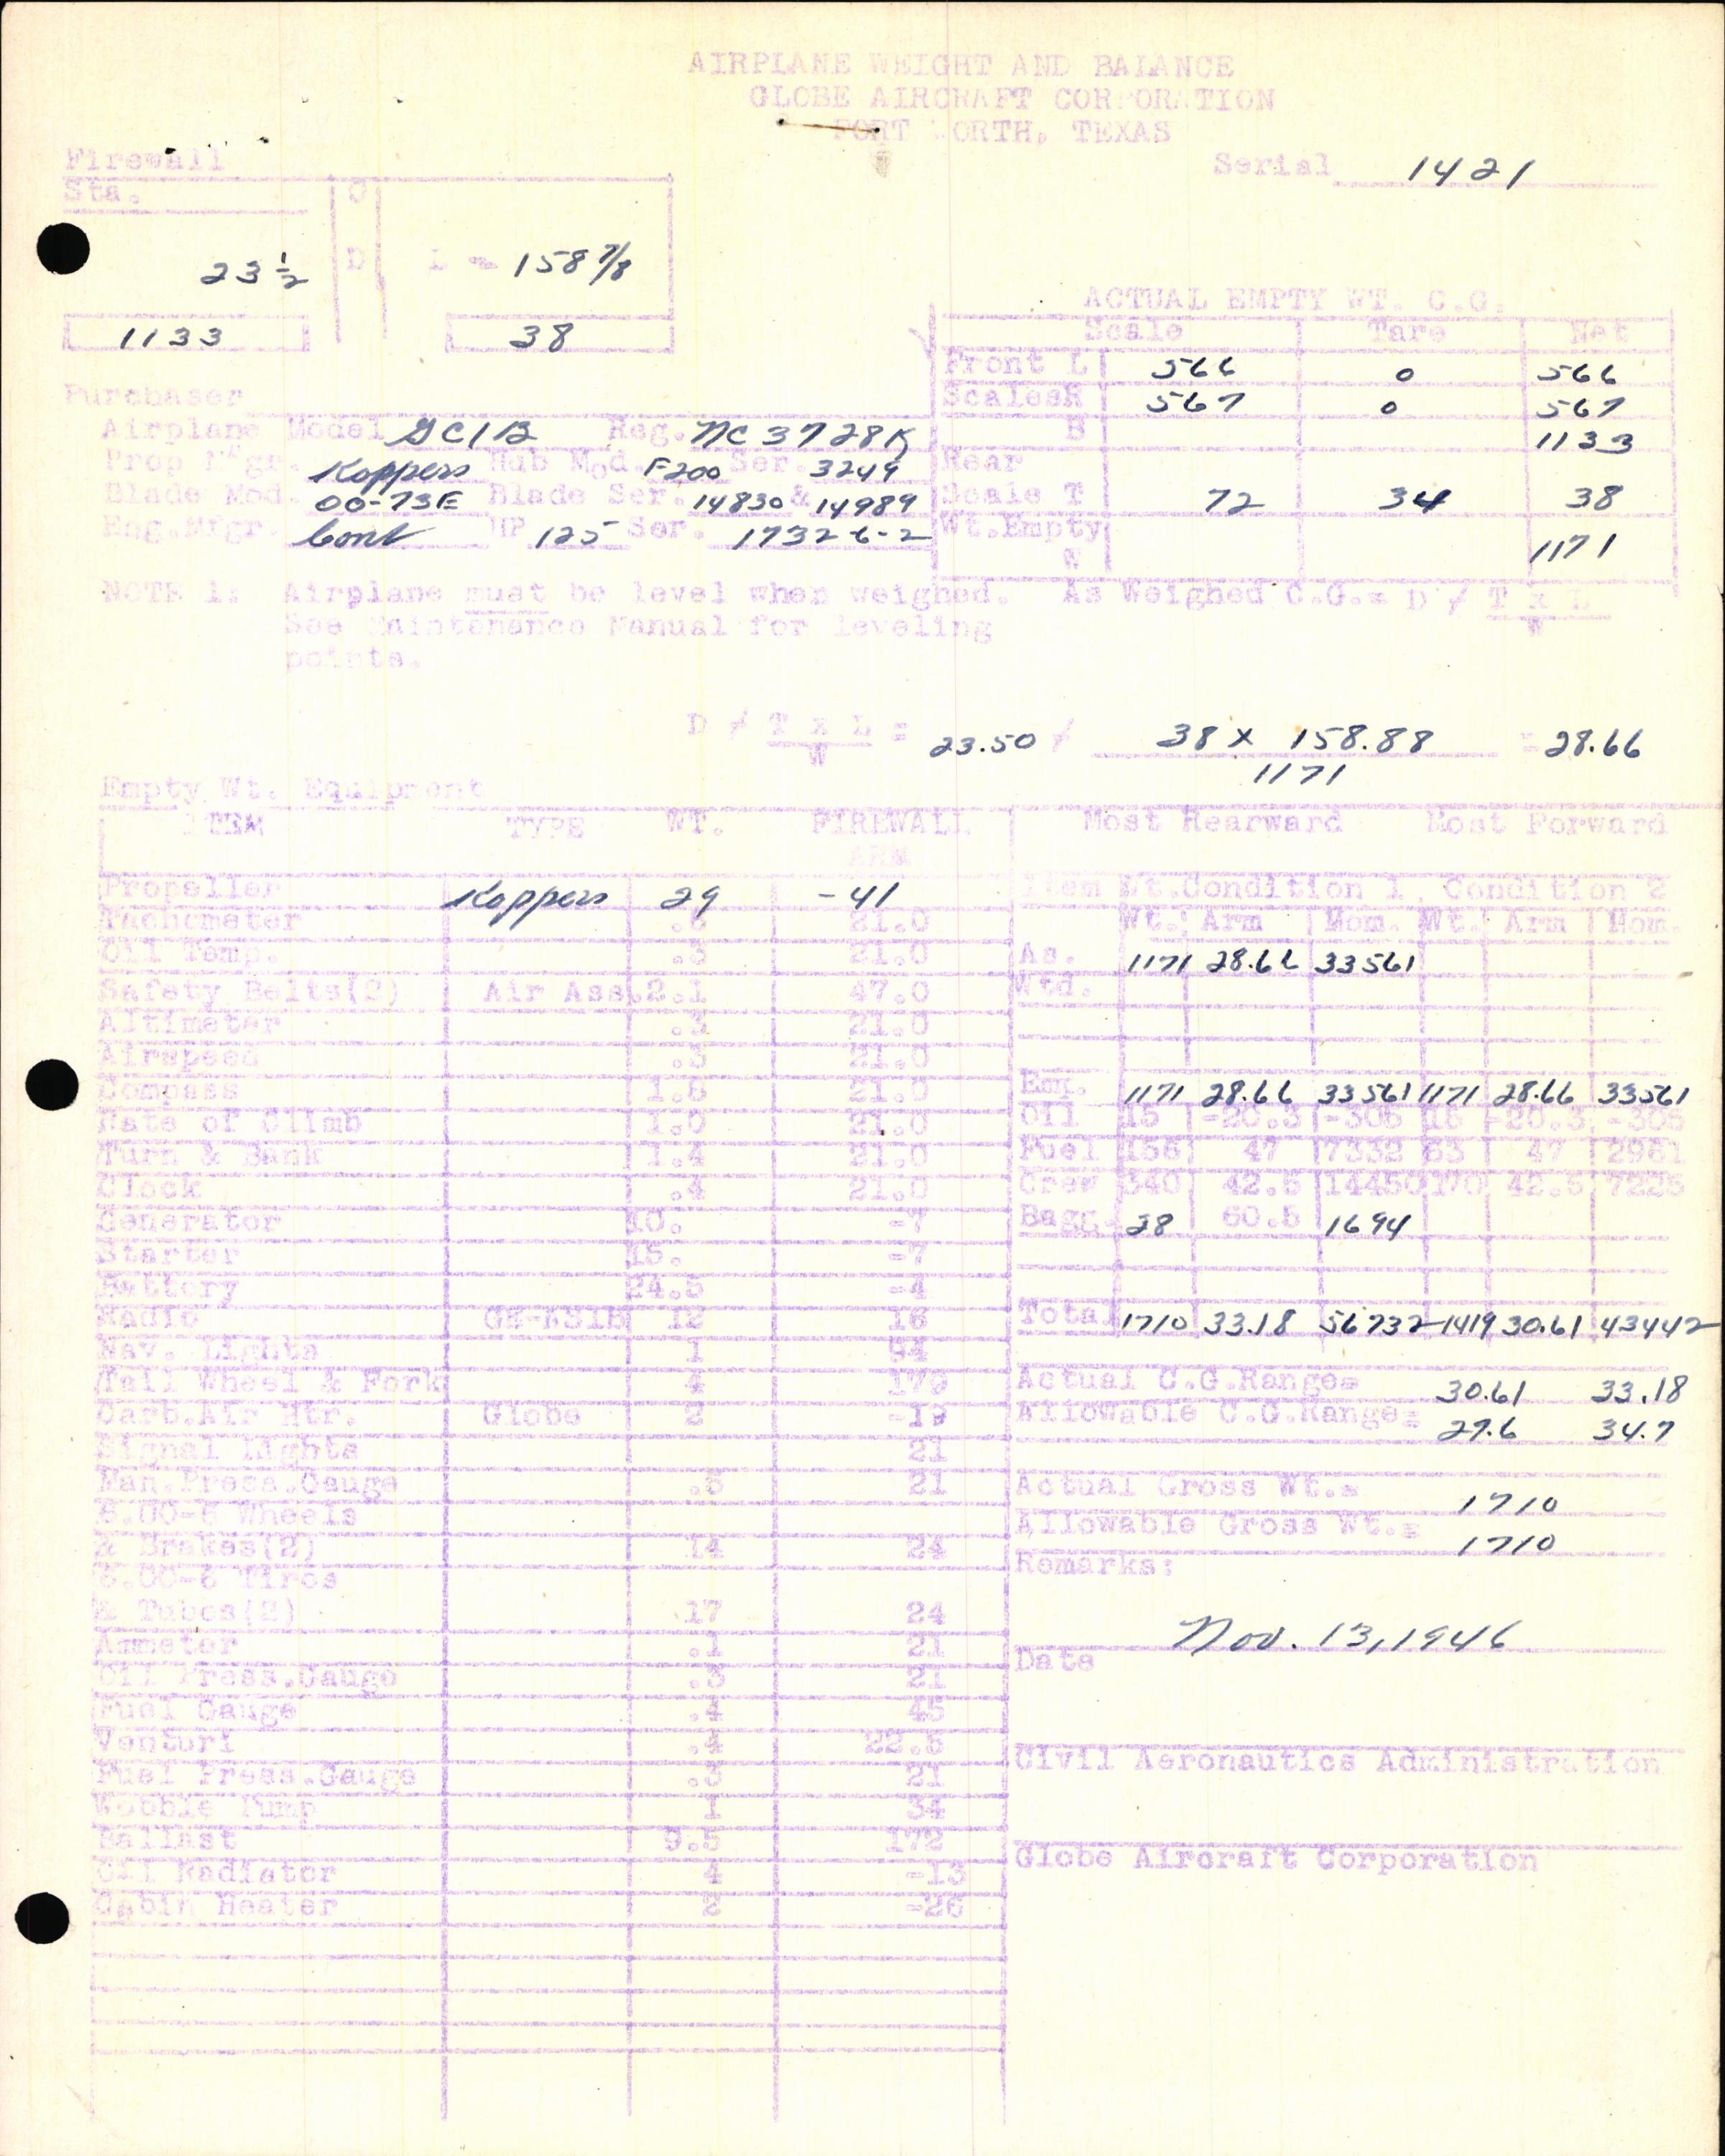 AIRPLANE WEIGHT AND BALANCE
GLOBE AIRCRAFT CORPORATION
FORT WORTH, TEXAS
Serial 1421
Firewall
Sta.
O
23 1/2 D L = 158 7/8
1133 38
ACTUAL EMPTY WT. C.G.
Scale Tare Net
Front L 566 0 566
Scales R 567 0 567
B 1133
Rear
Scale T 72 34 38
Wt.Empty
W 1171
Purchaser
Airplane Model GC1B Reg. NC3728K
Prop Mfgr. Koppers Hub Mod. F200 Ser. 3249
Blade Mod. 00-73E Blade Ser. 14830 & 14989
Eng.Mfgr. Cont HP 125 Ser. 17326-2
NOTE 1: Airplane must be level when weighed. As Weighed C.G.= D / T x L
W
See Maintenance Manual for leveling
points.
D / T x L = 23.50 / 38 x 158.88 = 28.66
W 1171
Empty Wt. Equipment
ITEM TYPE WT. FIREWALL
ARM
Propeller Koppers 29 -41
Tachometer 21.0
Oil Temp. 21.0
Safety Belts(2) Air Ass. 2.1 47.0
Altimeter 21.0
Airspeed 21.0
Compass 21.0
Rate of Climb 1.0 21.0
Turn & Bank 1.4 21.0
Clock .4 21.0
Generator 10. -7
Starter 15. -7
Battery 24.5 -4
Radio 12 16
Nav. Lights 1
Tail Wheel & Fork 4 179
Carb.Air Htr. Globe 2 -19
Signal Lights 21
Man.Press.Gauge .5 21
6.00-6 Wheels
& Brakes(2) 14 24
6.00-6 Tires
& Tubes(2) 17 24
Ammeter .1 21
Oil Press.Gauge .3 21
Fuel Gauge .4 45
Venturi .4 22.5
Fuel Press.Gauge .3 21
Wobble Pump 1 34
Ballast 9.5 172
Oil Radiator 4 -13
Cabin Heater 2 -26
Most Rearward Most Forward
Item Wt.Condition 1 Condition 2
Wt. Arm Mom. Wt. Arm Mom.
As. 1171 28.66 33561
Wtd.
Em. 1171 28.66 33561 1171 28.66 33561
Oil 15 -20.3 -305 15 -20.3 -305
Fuel 156 47 7332 63 47 2961
Crew 340 42.5 14450 170 42.5 7225
Bagg. 28 60.5 1694
Total 1710 33.18 56732 1419 30.61 43442
Actual C.G.Range= 30.61 33.18
Allowable C.G.Range= 27.6 34.7
Actual Gross Wt.= 1710
Allowable Gross Wt.= 1710
Remarks:
Nov. 13, 1946
Date
Civil Aeronautics Administration
Globe Aircraft Corporation